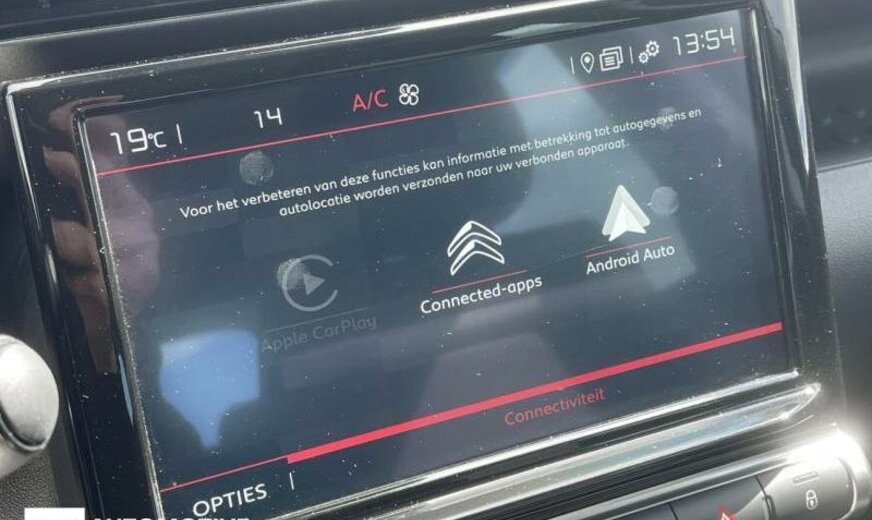 19°C
14
A/C
13:54
Voor het verbeteren van deze functies kan informatie met betrekking tot autogegevens en
autolocatie worden verzonden naar uw verbonden apparaat.
Apple CarPlay
Connected-apps
Android Auto
Connectiviteit
OPTIES
AUTOMOTIVE